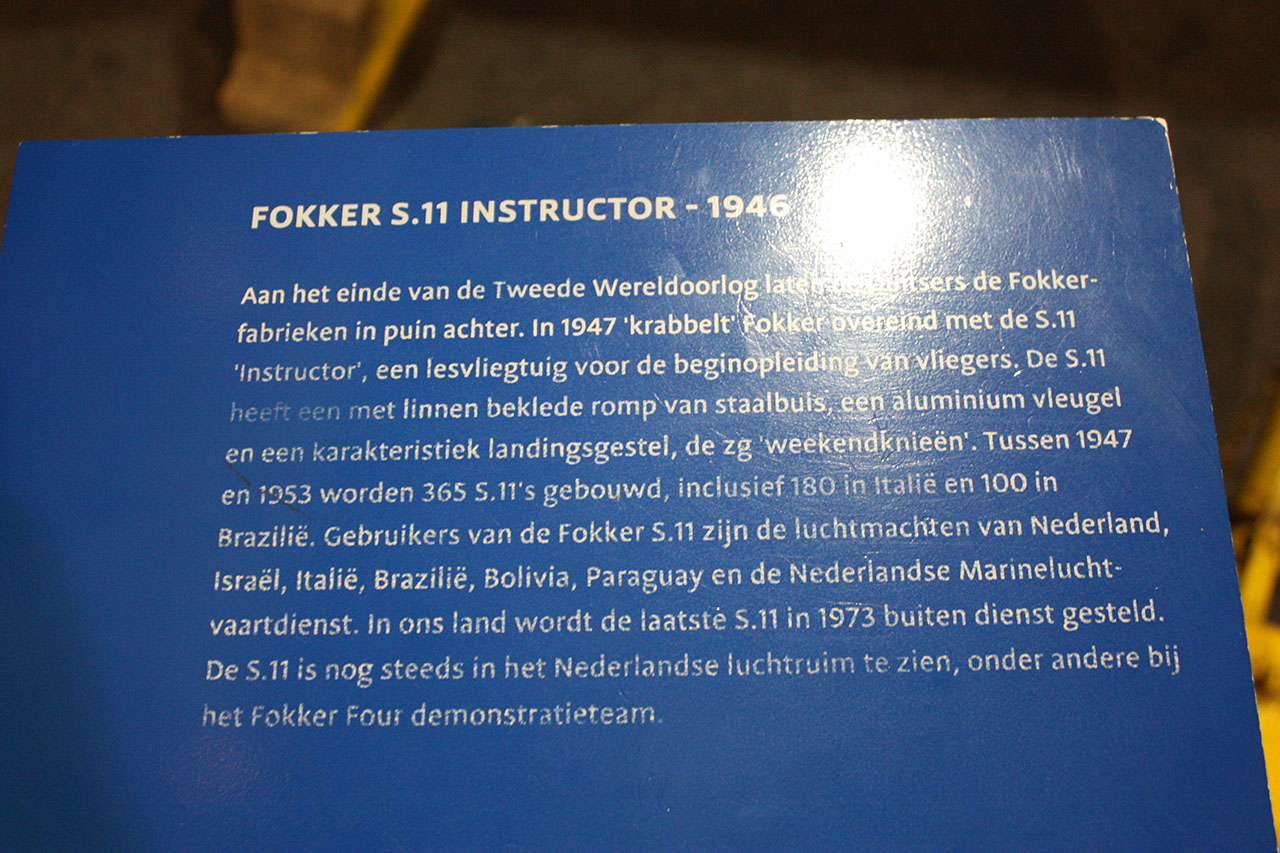 FOKKER S.11 INSTRUCTOR - 1946
Aan het einde van de Tweede Wereldoorlog laten de Duitsers de Fokker-
fabrieken in puin achter. In 1947 'krabbelt' Fokker overeind met de S.11
'Instructor', een lesvliegtuig voor de beginopleiding van vliegers. De S.11
heeft een met linnen beklede romp van staalbuis, een aluminium vleugel
en een karakteristiek landingsgestel, de zg 'weekendknieën'. Tussen 1947
en 1953 worden 365 S.11's gebouwd, inclusief 180 in Italië en 100 in
Brazilië. Gebruikers van de Fokker S.11 zijn de luchtmachten van Nederland,
Israël, Italië, Brazilië, Bolivia, Paraguay en de Nederlandse Marinelucht-
vaartdienst. In ons land wordt de laatste S.11 in 1973 buiten dienst gesteld.
De S.11 is nog steeds in het Nederlandse luchtruim te zien, onder andere bij
het Fokker Four demonstratieteam.